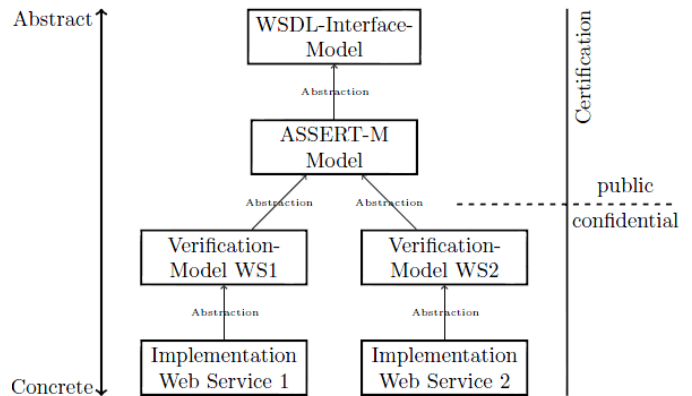 Abstract
WSDL-Interface-
Model
Certification
Abstraction
ASSERT-M
Model
public
Abstraction
Abstraction
confidential
Verification-
Model WS1
Verification-
Model WS2
Abstraction
Abstraction
Implementation
Web Service 1
Implementation
Web Service 2
Concrete